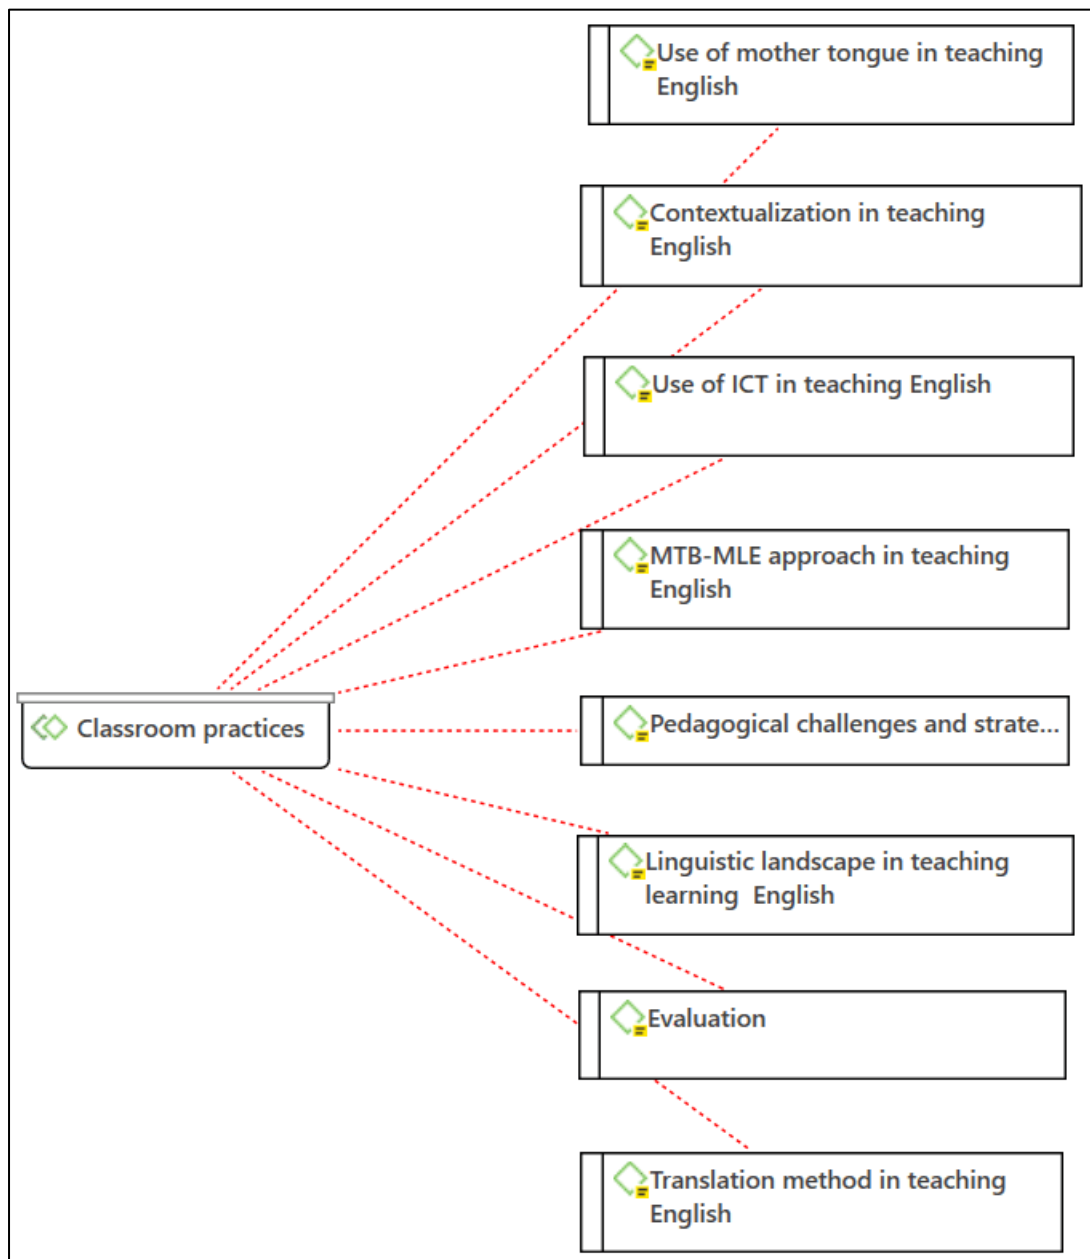 Use of mother tongue in teaching
English
Contextualization in teaching
English
Use of ICT in teaching English
MTB-MLE approach in teaching
English
Classroom practices
Pedagogical challenges and strate...
Linguistic landscape in teaching
learning English
Evaluation
Translation method in teaching
English